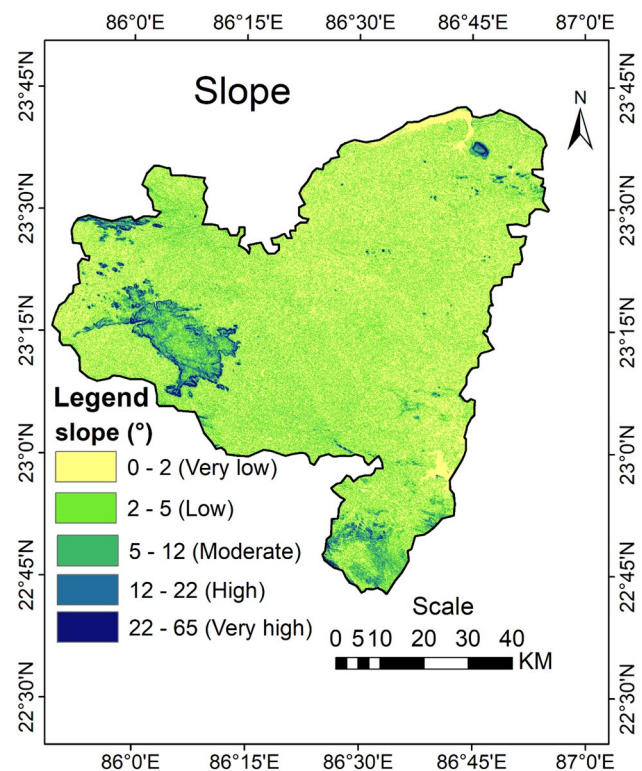 86°0'E 86°15'E 86°30'E 86°45'E 87°0'E
Slope
N
23°45'N
23°30'N
23°15'N
23°0'N
22°45'N
22°30'N
23°45'N
23°30'N
23°15'N
23°0'N
22°45'N
22°30'N
Legend
slope (°)
0 - 2 (Very low)
2 - 5 (Low)
5 - 12 (Moderate)
12 - 22 (High)
22 - 65 (Very high)
Scale
0 5 10 20 30 40
KM
86°0'E 86°15'E 86°30'E 86°45'E 87°0'E